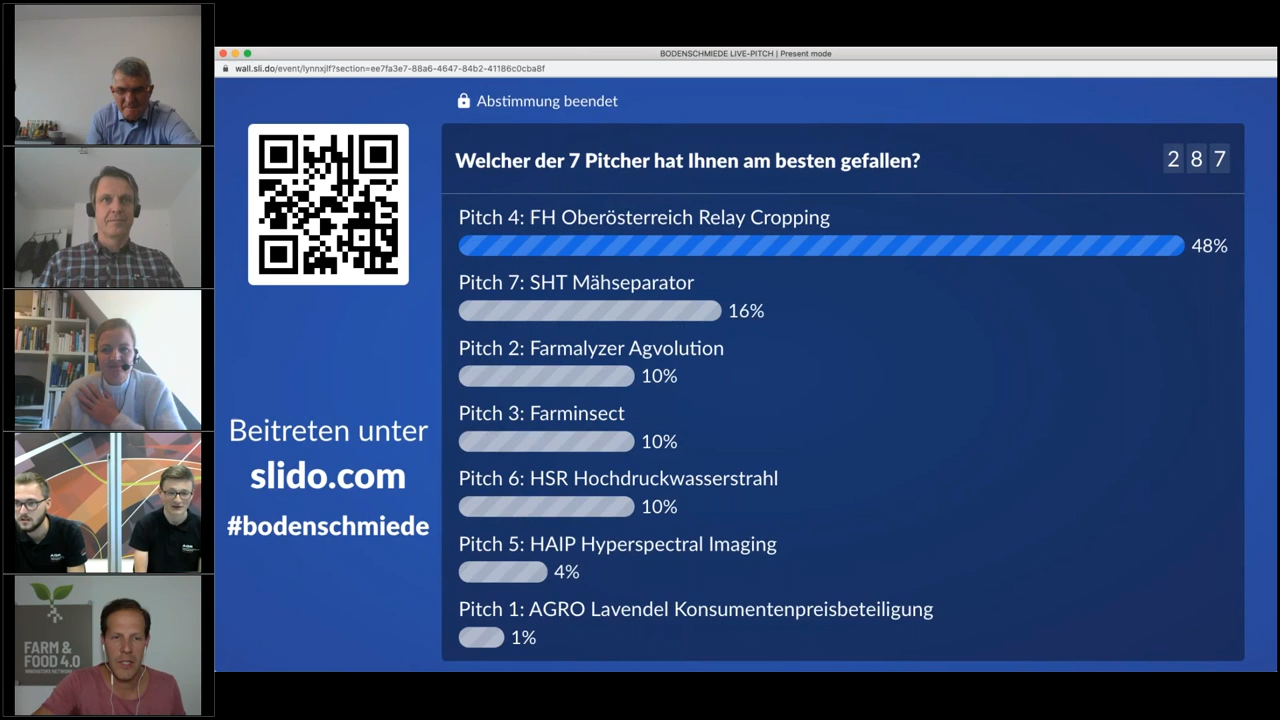 BODENSCHMIEDE LIVE-PITCH | Present mode
wall.sli.do/event/lynnxjlf?section=ee7fa3e7-88a6-4647-84b2-41186c0cba8f
Abstimmung beendet
Welcher der 7 Pitcher hat Ihnen am besten gefallen?
2 8 7
Pitch 4: FH Oberösterreich Relay Cropping
48%
Pitch 7: SHT Mähseparator
16%
Pitch 2: Farmalyzer Agvolution
10%
Pitch 3: Farminsect
10%
Pitch 6: HSR Hochdruckwasserstrahl
10%
Pitch 5: HAIP Hyperspectral Imaging
4%
Pitch 1: AGRO Lavendel Konsumentenpreisbeteiligung
1%
Beitreten unter
slido.com
#bodenschmiede
FARM &
FOOD 4.0